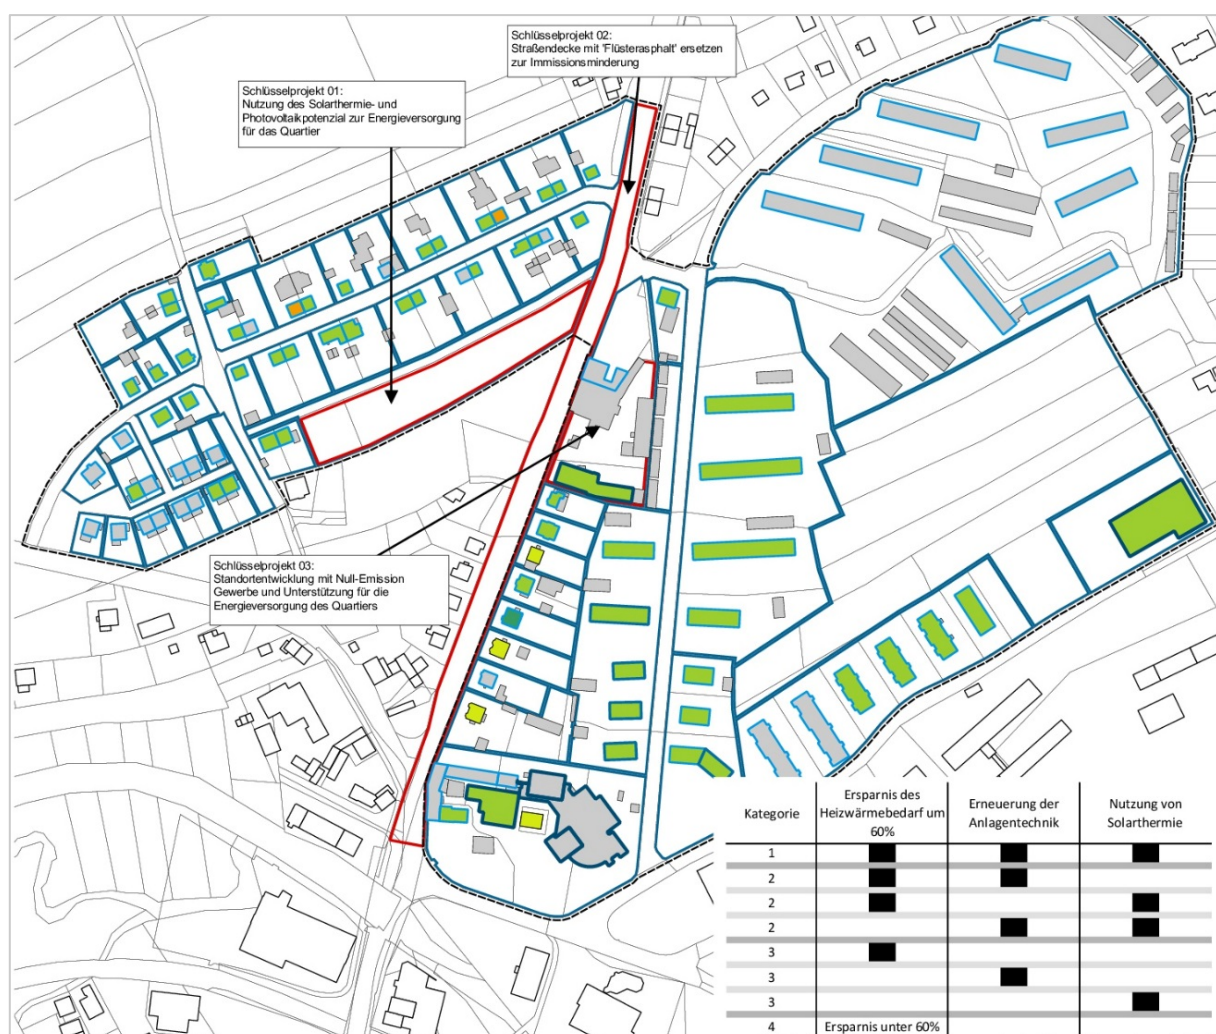 Schlüsselprojekt 02:
Straßendecke mit 'Flüsterasphalt' ersetzen
zur Immissionsminderung
Schlüsselprojekt 01:
Nutzung des Solarthermie- und
Photovoltaikpotenzial zur Energieversorgung
für das Quartier
Schlüsselprojekt 03:
Standortentwicklung mit Null-Emission
Gewerbe und Unterstützung für die
Energieversorgung des Quartiers
Kategorie
Ersparnis des
Heizwärmebedarf um
60%
Erneuerung der
Anlagentechnik
Nutzung von
Solarthermie
1
2
2
2
3
3
3
4 Ersparnis unter 60%